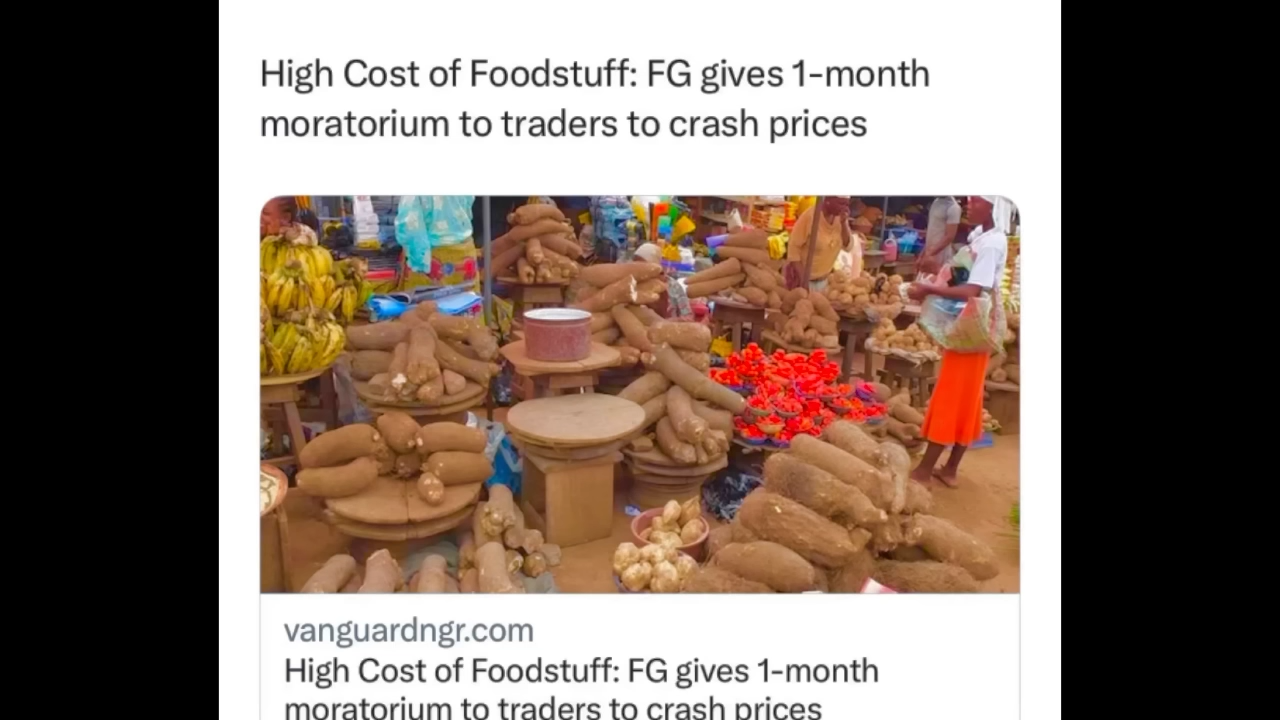 High Cost of Foodstuff: FG gives 1-month
moratorium to traders to crash prices
vanguardngr.com
High Cost of Foodstuff: FG gives 1-month
moratorium to traders to crash prices